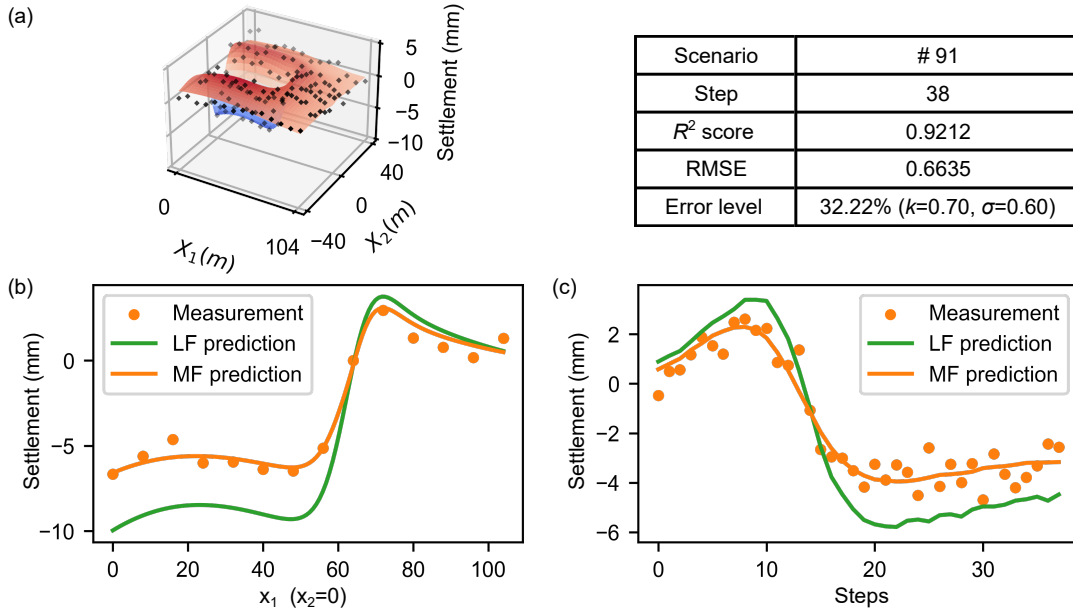 (a)
Settlement (mm)
5
0
−5
−10
40
0
−40
X₂(m)
0
104
X₁(m)
Scenario # 91
Step 38
R² score 0.9212
RMSE 0.6635
Error level 32.22% (k=0.70, σ=0.60)
(b)
Measurement
LF prediction
MF prediction
Settlement (mm)
0
−5
−10
0 20 40 60 80 100
x₁ (x₂=0)
(c)
Measurement
LF prediction
MF prediction
Settlement (mm)
2
0
−2
−4
−6
0 10 20 30
Steps